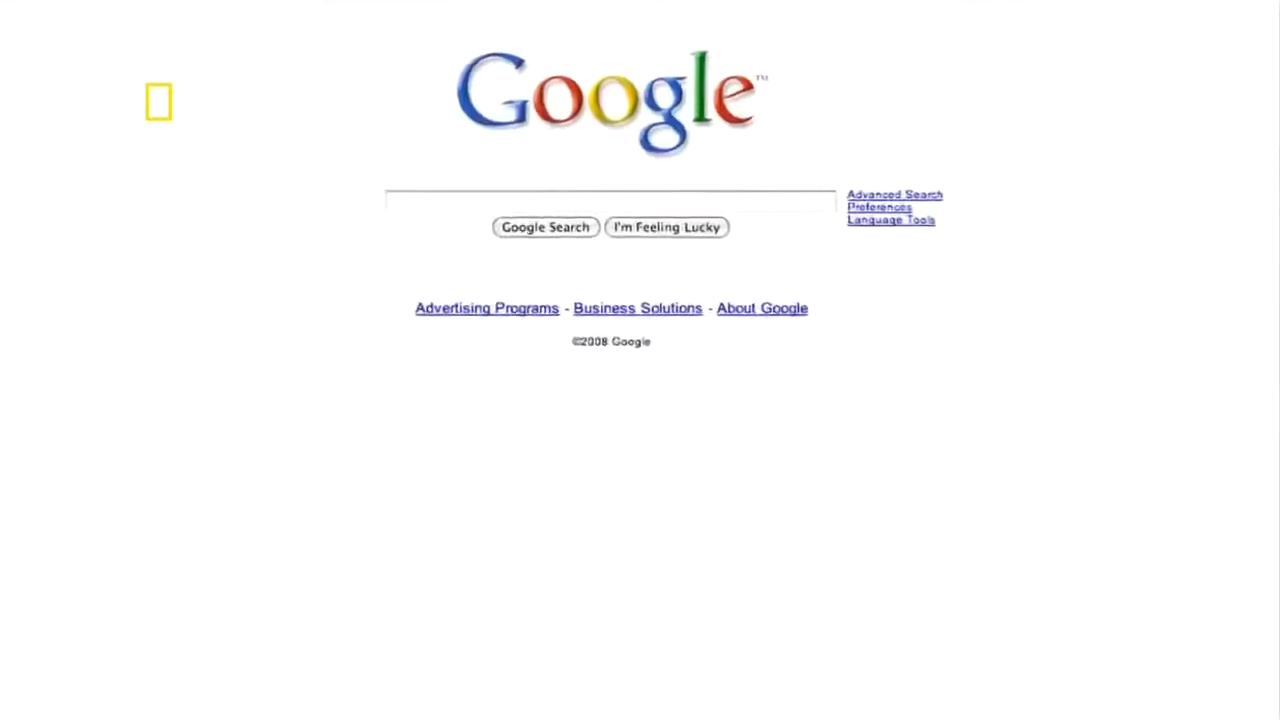 Google™
Advanced Search
Preferences
Language Tools
Google Search I'm Feeling Lucky
Advertising Programs - Business Solutions - About Google
©2008 Google